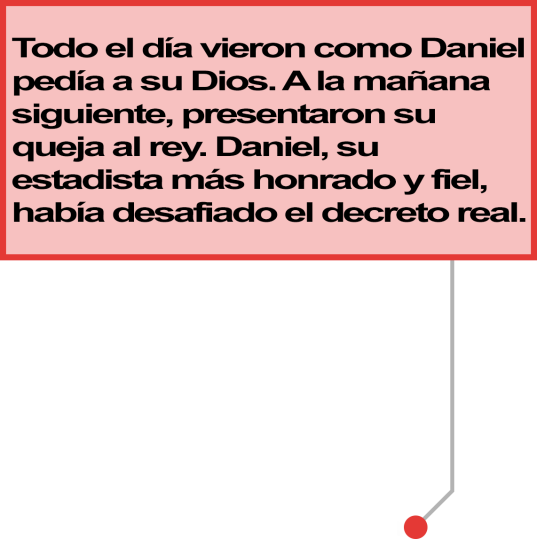 Todo el día vieron como Daniel
pedía a su Dios. A la mañana
siguiente, presentaron su
queja al rey. Daniel, su
estadista más honrado y fiel,
había desafiado el decreto real.